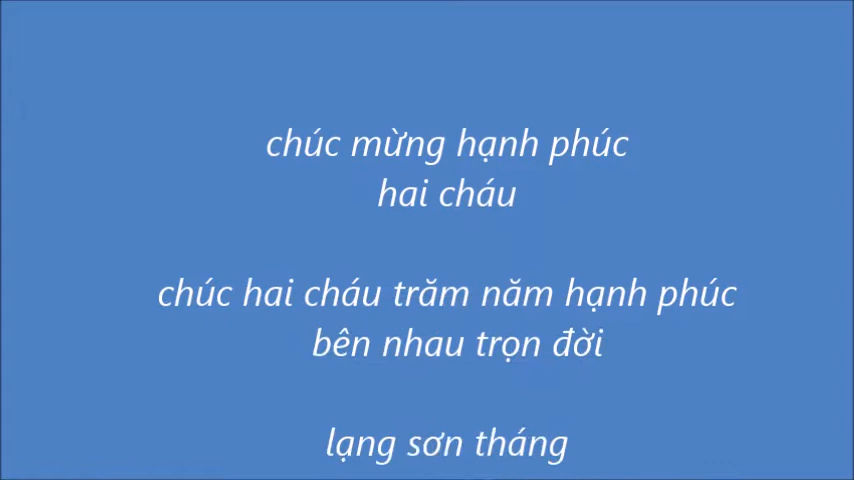 chúc mừng hạnh phúc
hai cháu
chúc hai cháu trăm năm hạnh phúc
bên nhau trọn đời
lạng sơn tháng